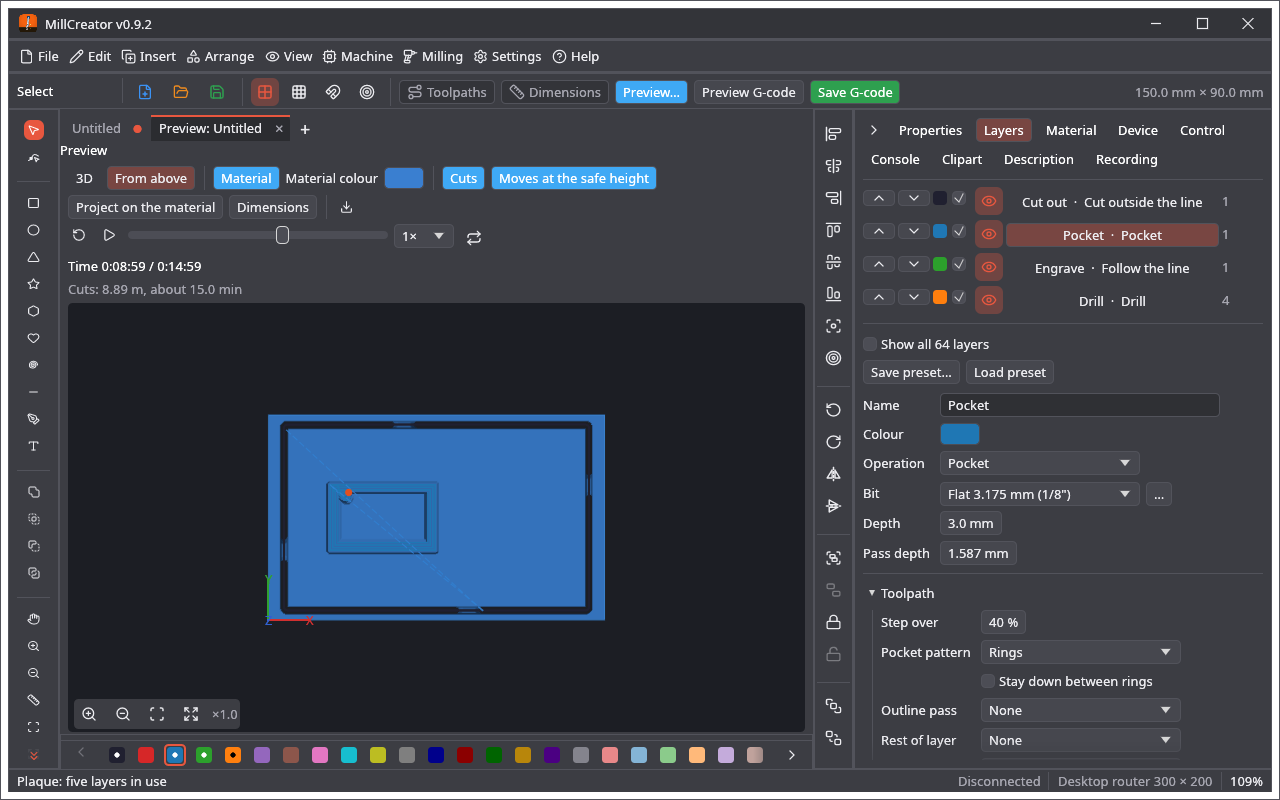 MillCreator v0.9.2
File Edit Insert Arrange View Machine Milling Settings Help
Select Toolpaths Dimensions Preview... Preview G-code Save G-code 150.0 mm × 90.0 mm
Untitled Preview: Untitled × +
Preview
3D From above Material Material colour Cuts Moves at the safe height
Project on the material Dimensions
1×
Time 0:08:59 / 0:14:59
Cuts: 8.89 m, about 15.0 min
Y
Z X
×1.0
Properties Layers Material Device Control
Console Clipart Description Recording
Cut out · Cut outside the line 1
Pocket · Pocket 1
Engrave · Follow the line 1
Drill · Drill 4
Show all 64 layers
Save preset... Load preset
Name Pocket
Colour
Operation Pocket
Bit Flat 3.175 mm (1/8") ...
Depth 3.0 mm
Pass depth 1.587 mm
Toolpath
Step over 40 %
Pocket pattern Rings
Stay down between rings
Outline pass None
Rest of layer None
Plaque: five layers in use Disconnected Desktop router 300 × 200 109%